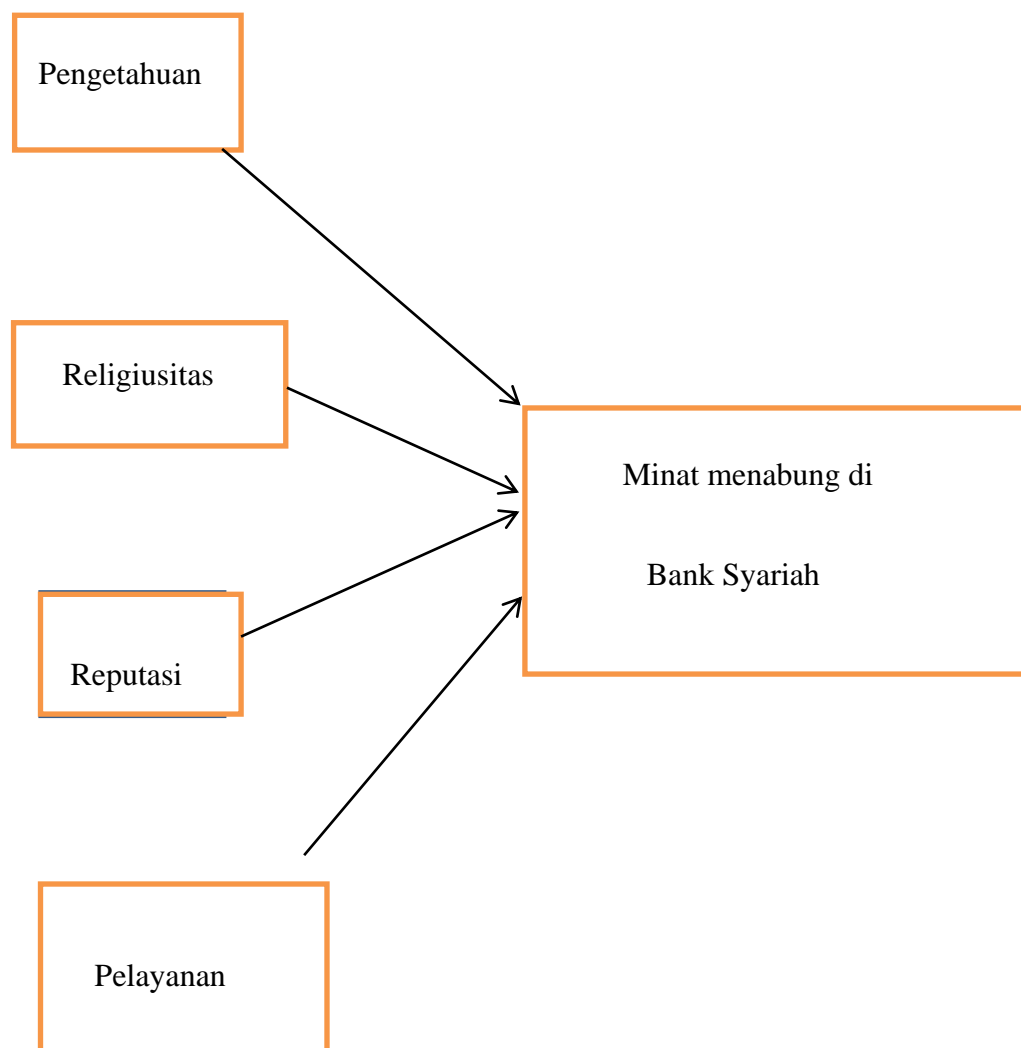 Pengetahuan
Religiusitas
Minat menabung di
Bank Syariah
Reputasi
Pelayanan